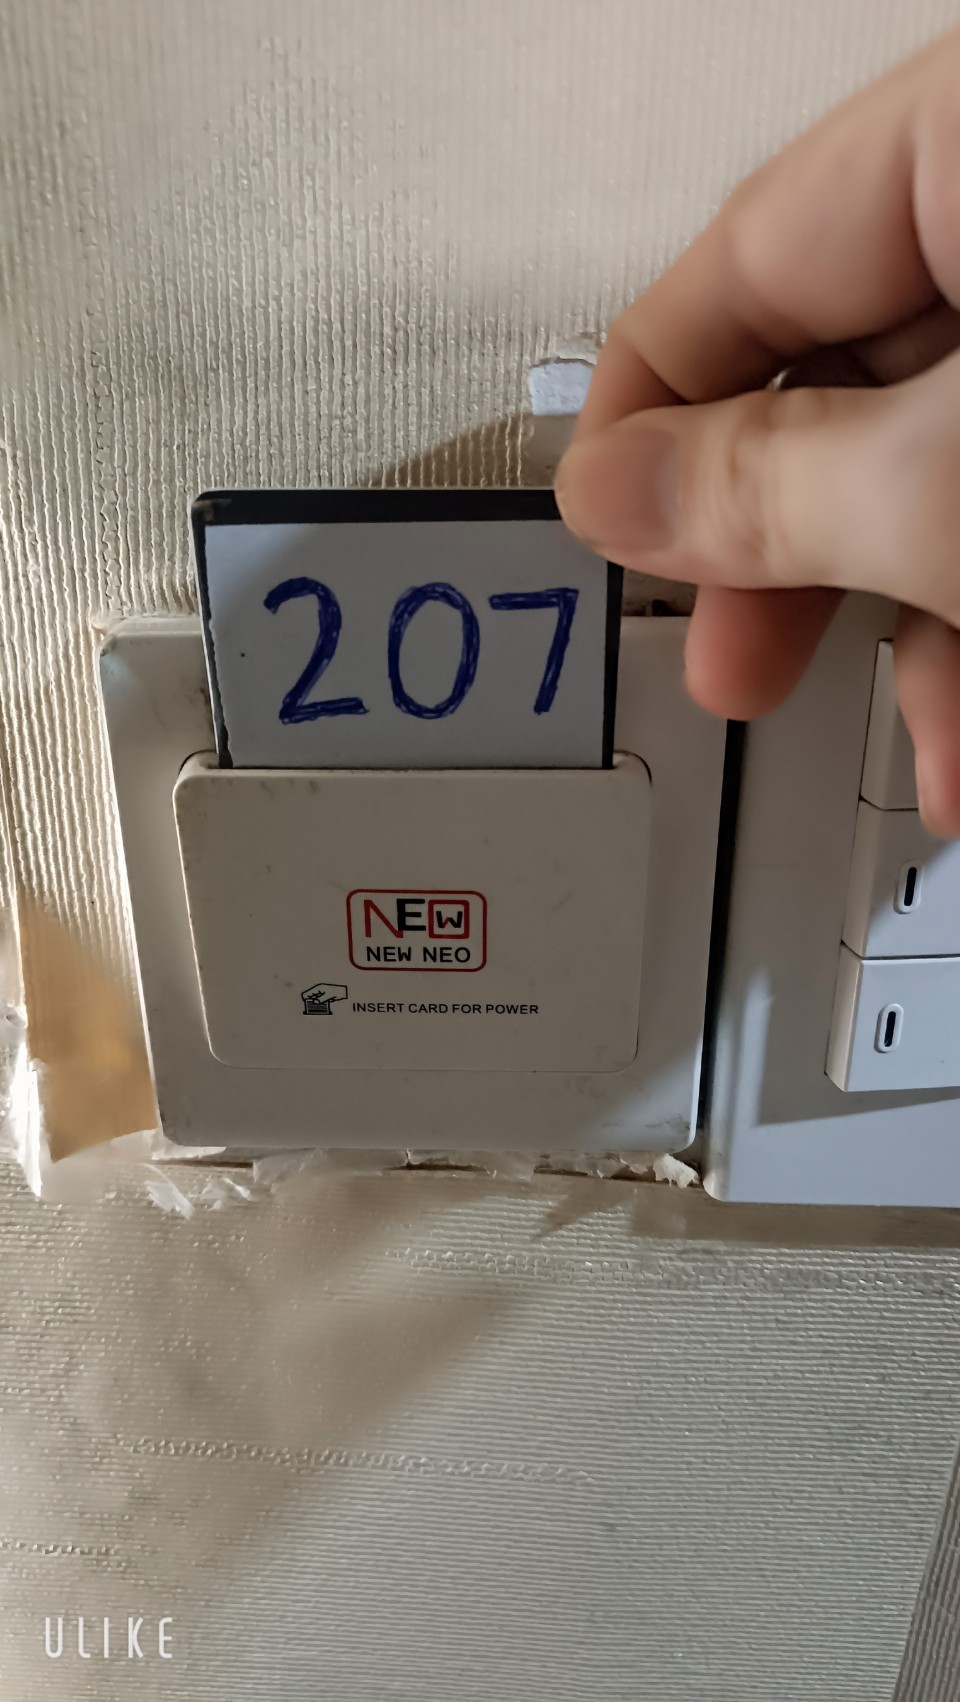 207
NEW
NEW NEO
INSERT CARD FOR POWER
ULIKE